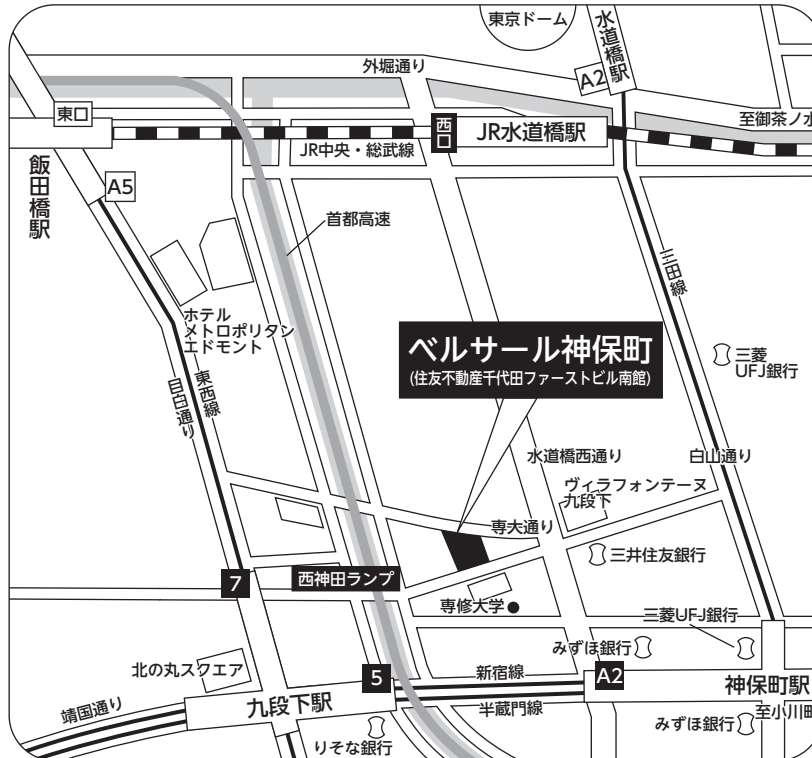 東京ドーム
水道橋駅
外堀通り
A2
東口
西口
JR水道橋駅
至御茶ノ水
JR中央・総武線
飯田橋駅
A5
首都高速
三田線
ホテル
メトロポリタン
エドモント
ベルサール神保町
(住友不動産千代田ファーストビル南館)
三菱
UFJ銀行
東西線
目白通り
水道橋西通り
白山通り
ヴィラフォンテーヌ
九段下
専大通り
三井住友銀行
7
西神田ランプ
専修大学
三菱UFJ銀行
みずほ銀行
北の丸スクエア
5
新宿線
A2
神保町駅
靖国通り
九段下駅
半蔵門線
至小川町
みずほ銀行
りそな銀行